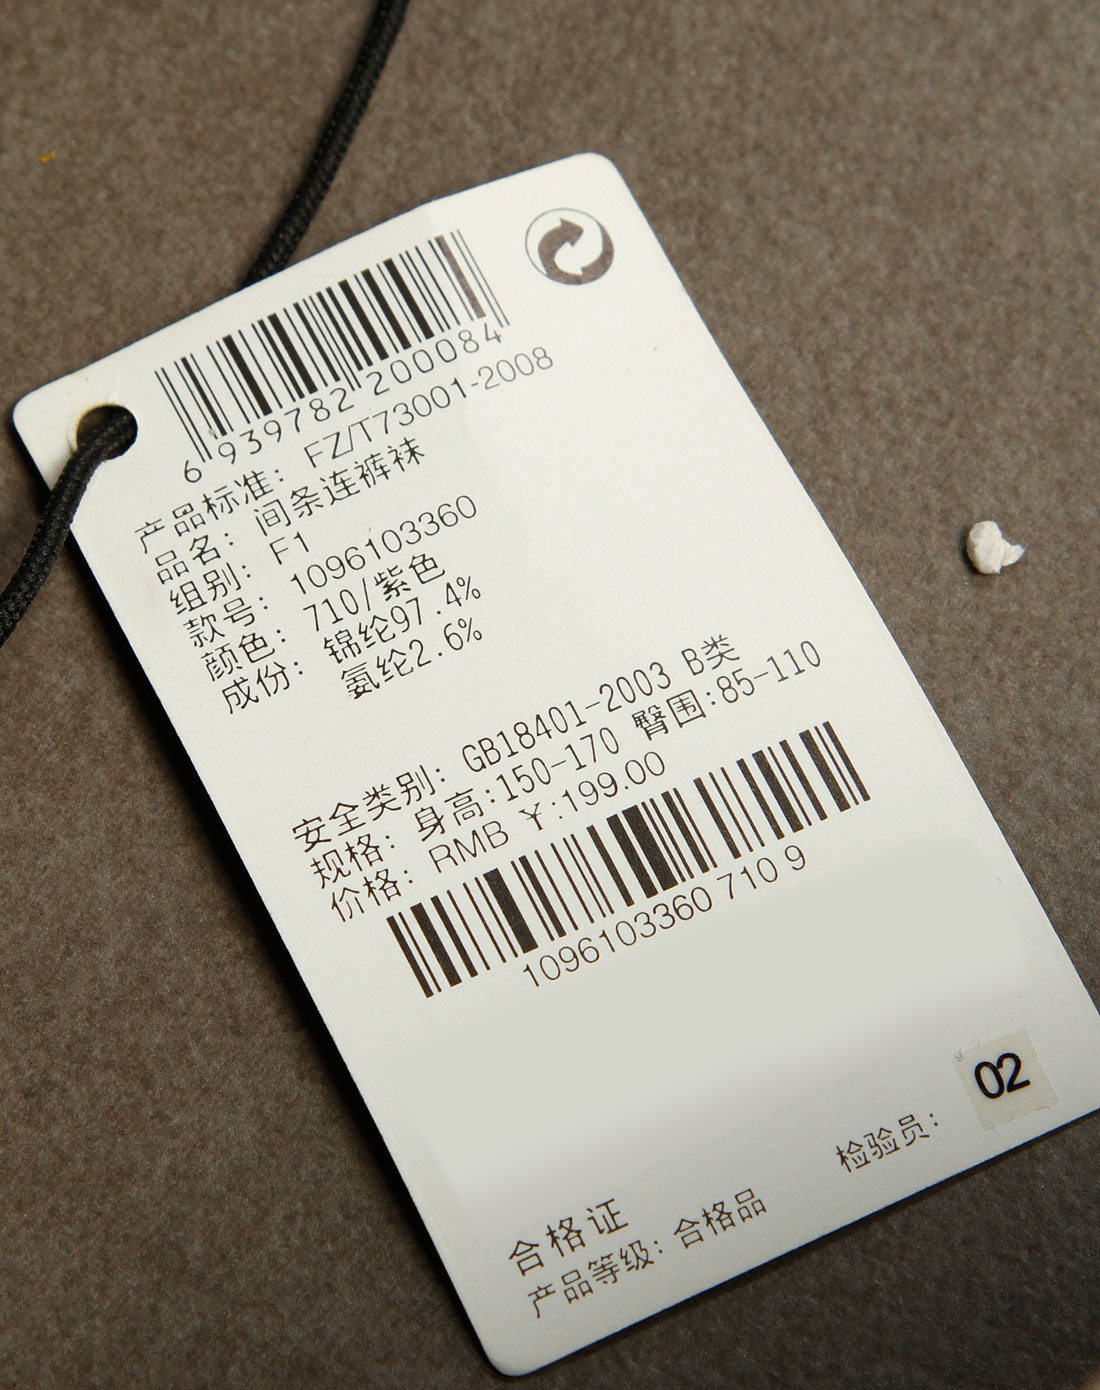 6 939782 200084
产品标准: FZ/T73001-2008
品名: 间条连裤袜
组别: F1
款号: 1096103360
颜色: 710/紫色
成份: 锦纶97.4%
氨纶2.6%
安全类别: GB18401-2003 B类
规格: 身高:150-170 臀围:85-110
价格: RMB ￥:199.00
1096103360 710 9
02
检验员:
合格证
产品等级: 合格品